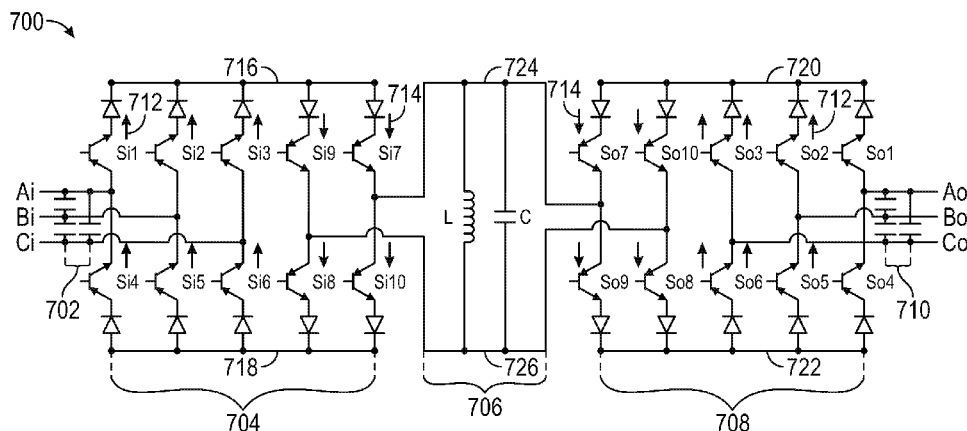 700
716 724 720
712 714 714 712
Si1 Si2 Si3 Si9 Si7 So7 So10 So3 So2 So1
Ai Ao
Bi L C Bo
Ci Co
Si4 Si5 Si6 Si8 Si10 So9 So8 So6 So5 So4
702 710
718 726 722
704 706 708